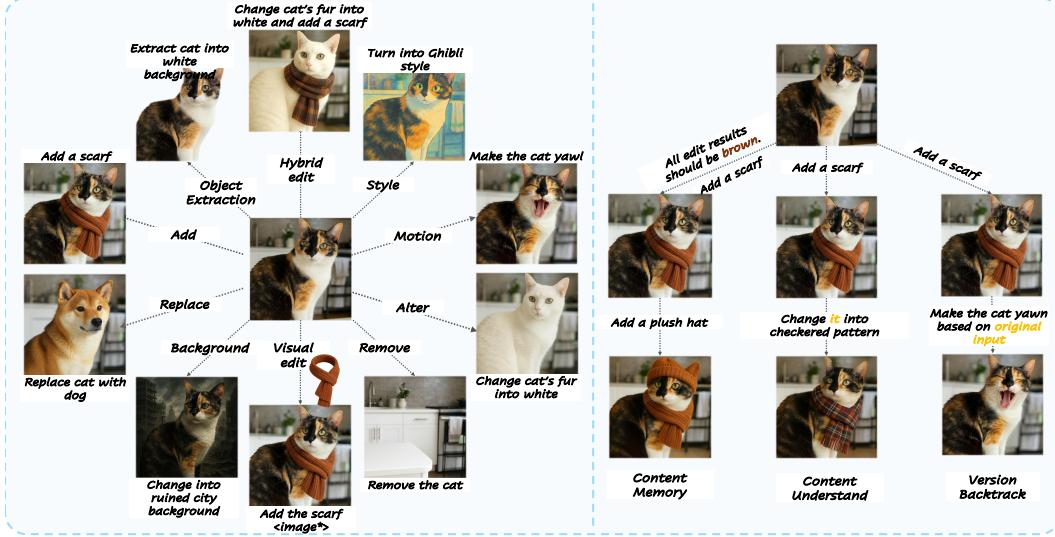 Change cat's fur into
white and add a scarf
Extract cat into
white
background
Turn into Ghibli
style
Add a scarf
Make the cat yawl
Hybrid
edit
Object
Extraction
Style
Add
Motion
Replace
Alter
Background
Visual
edit
Remove
Replace cat with
dog
Change cat's fur
into white
Change into
ruined city
background
Add the scarf
<image*>
Remove the cat
All edit results
should be brown.
Add a scarf
Add a scarf
Add a scarf
Add a plush hat
Change it into
checkered pattern
Make the cat yawn
based on original
input
Content
Memory
Content
Understand
Version
Backtrack